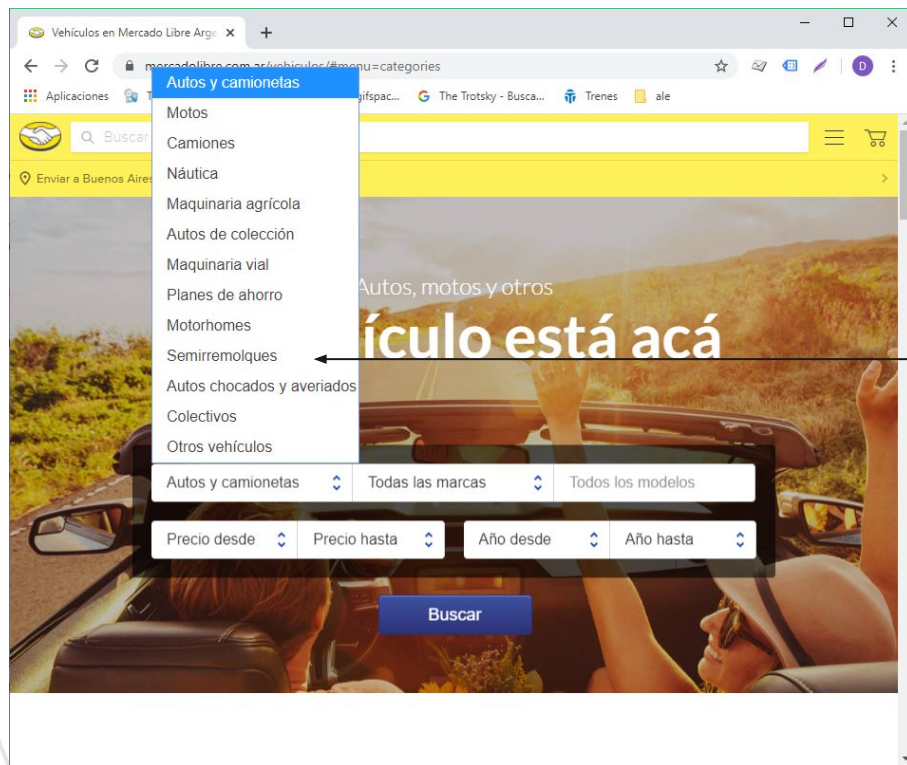 Vehículos en Mercado Libre Arge
mercadolibre.com.ar/vehiculos/#menu=categories
Aplicaciones
gifspac...
The Trotsky - Busca...
Trenes
ale
D
Buscar
Enviar a Buenos Aires
Autos y camionetas
Motos
Camiones
Náutica
Maquinaria agrícola
Autos de colección
Maquinaria vial
Planes de ahorro
Motorhomes
Semirremolques
Autos chocados y averiados
Colectivos
Otros vehículos
Autos, motos y otros
ículo está acá
Autos y camionetas
Todas las marcas
Todos los modelos
Precio desde
Precio hasta
Año desde
Año hasta
Buscar